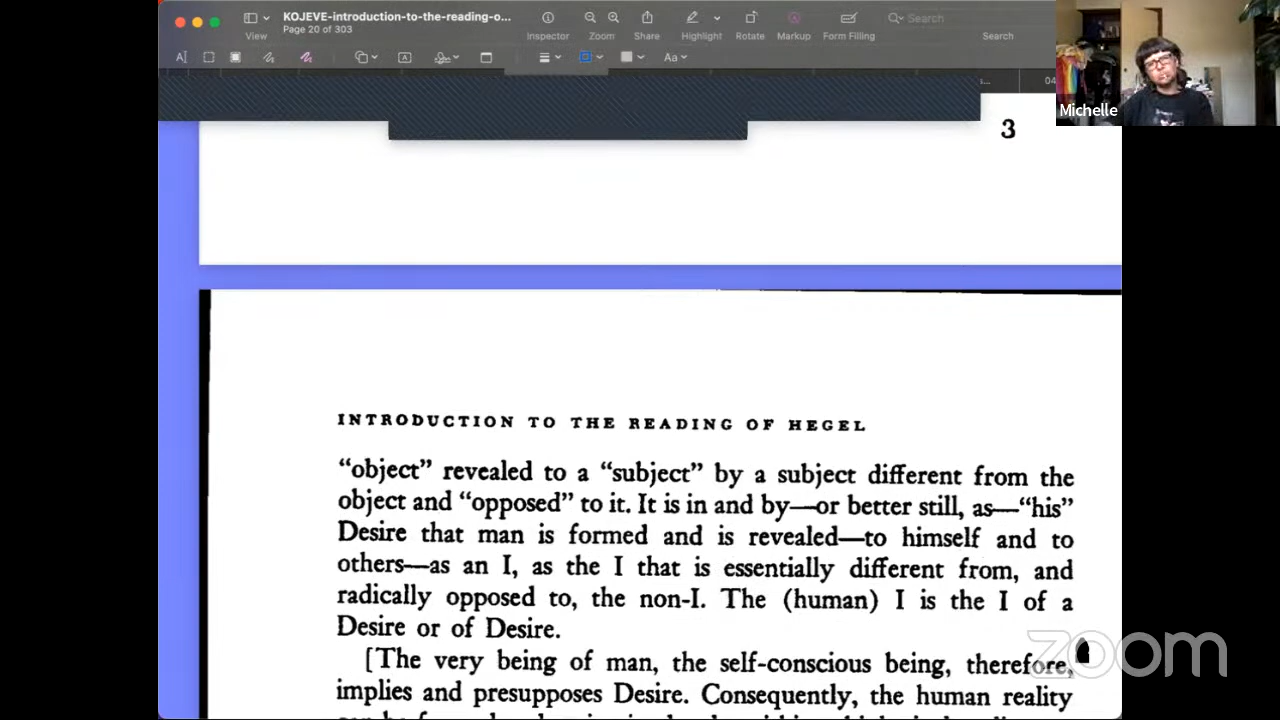 KOJEVE-introduction-to-the-reading-o...
Page 20 of 303
View
Inspector
Zoom
Share
Highlight
Rotate
Markup
Form Filling
Search
Search
Aa
04
Michelle
3
INTRODUCTION TO THE READING OF HEGEL
“object” revealed to a “subject” by a subject different from the
object and “opposed” to it. It is in and by—or better still, as—“his”
Desire that man is formed and is revealed—to himself and to
others—as an I, as the I that is essentially different from, and
radically opposed to, the non-I. The (human) I is the I of a
Desire or of Desire.
[The very being of man, the self-conscious being, therefore,
implies and presupposes Desire. Consequently, the human reality
zoom